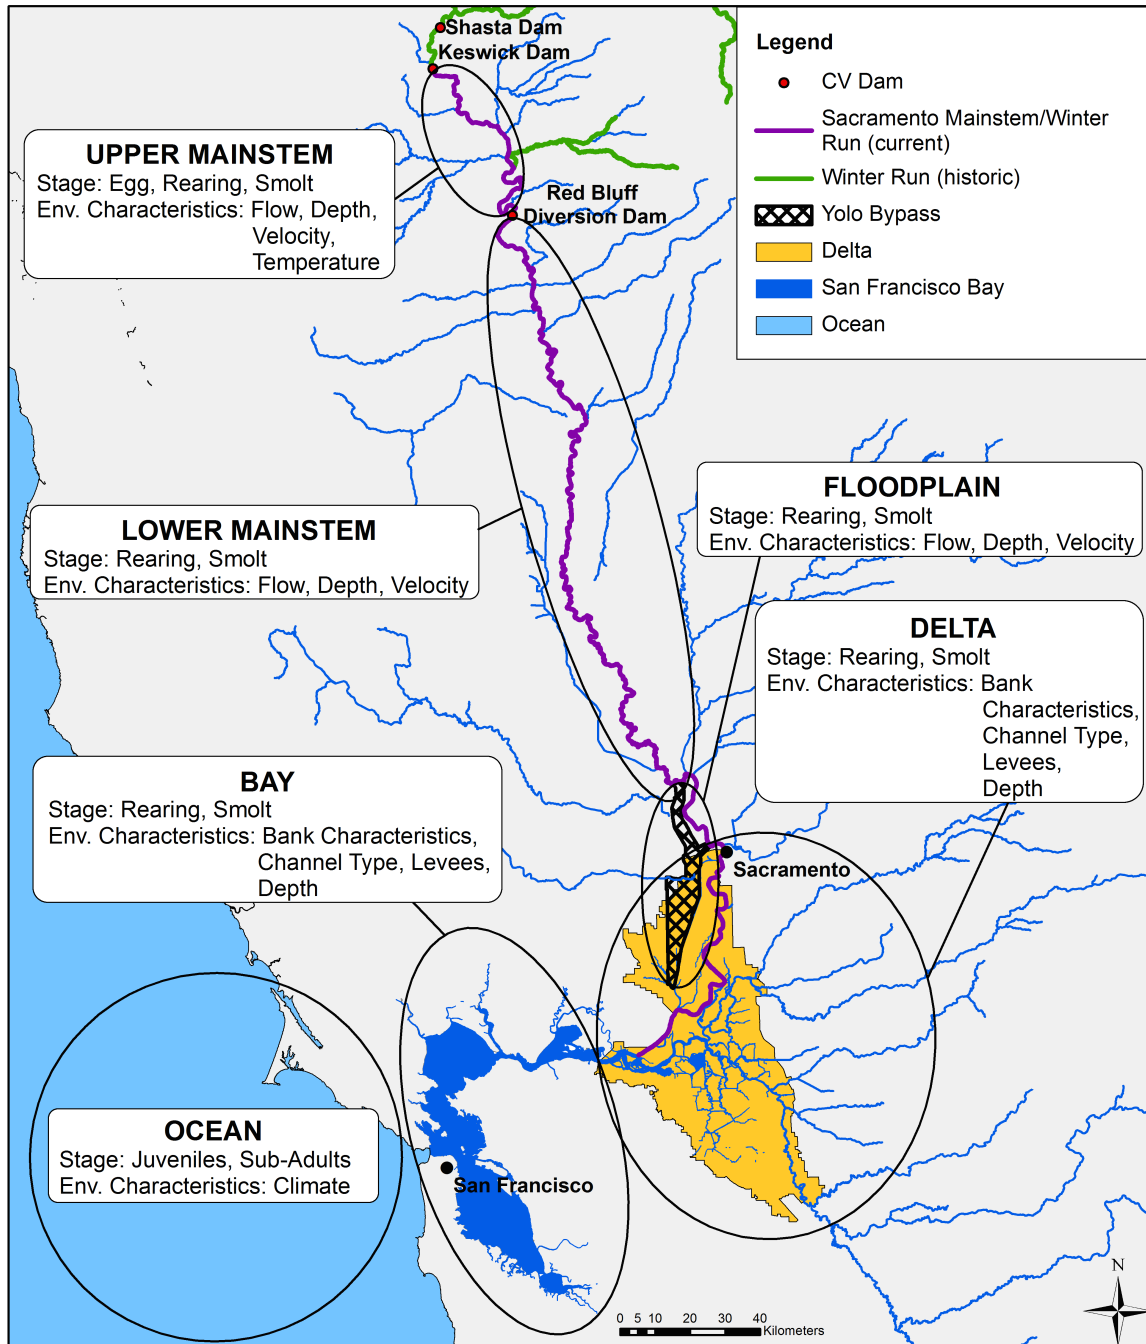 Shasta Dam
Keswick Dam
Legend
CV Dam
Sacramento Mainstem/Winter
Run (current)
Winter Run (historic)
Yolo Bypass
Delta
San Francisco Bay
Ocean
UPPER MAINSTEM
Stage: Egg, Rearing, Smolt
Env. Characteristics: Flow, Depth,
Velocity,
Temperature
Red Bluff
Diversion Dam
LOWER MAINSTEM
Stage: Rearing, Smolt
Env. Characteristics: Flow, Depth, Velocity
FLOODPLAIN
Stage: Rearing, Smolt
Env. Characteristics: Flow, Depth, Velocity
DELTA
Stage: Rearing, Smolt
Env. Characteristics: Bank
Characteristics,
Channel Type,
Levees,
Depth
BAY
Stage: Rearing, Smolt
Env. Characteristics: Bank Characteristics,
Channel Type, Levees,
Depth
Sacramento
OCEAN
Stage: Juveniles, Sub-Adults
Env. Characteristics: Climate
San Francisco
N
0 5 10 20 30 40
Kilometers